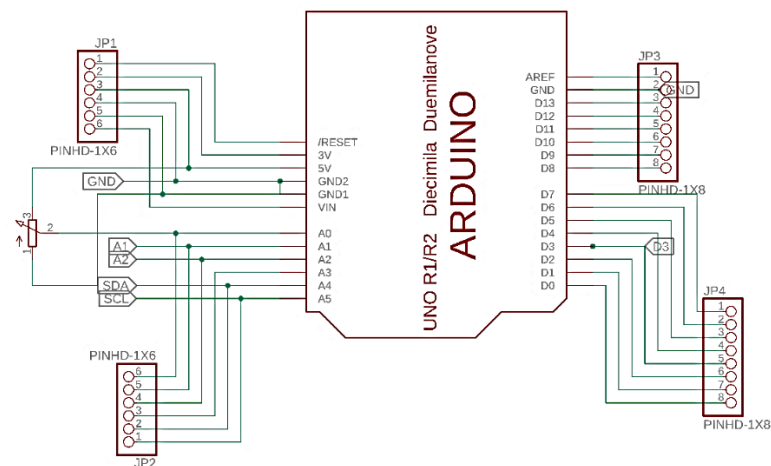 JP1
1
2
3
4
5
6
PINHD-1X6
GND
3
2
1
A1
A2
SDA
SCL
PINHD-1X6
6
5
4
3
2
1
JP2
/RESET
3V
5V
GND2
GND1
VIN
A0
A1
A2
A3
A4
A5
UNO R1/R2 Diecimila Duemilanove
ARDUINO
AREF
GND
D13
D12
D11
D10
D9
D8
D7
D6
D5
D4
D3
D2
D1
D0
JP3
1
2
3
4
5
6
7
8
GND
PINHD-1X8
D3
JP4
1
2
3
4
5
6
7
8
PINHD-1X8